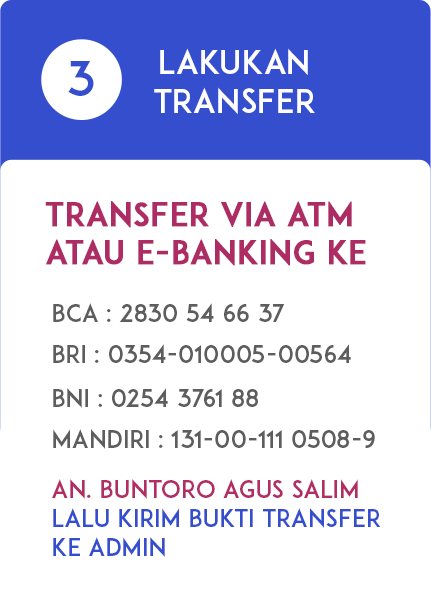 3
LAKUKAN
TRANSFER
TRANSFER VIA ATM
ATAU E-BANKING KE
BCA : 2830 54 66 37
BRI : 0354-010005-00564
BNI : 0254 3761 88
MANDIRI : 131-00-111 0508-9
AN. BUNTORO AGUS SALIM
LALU KIRIM BUKTI TRANSFER
KE ADMIN